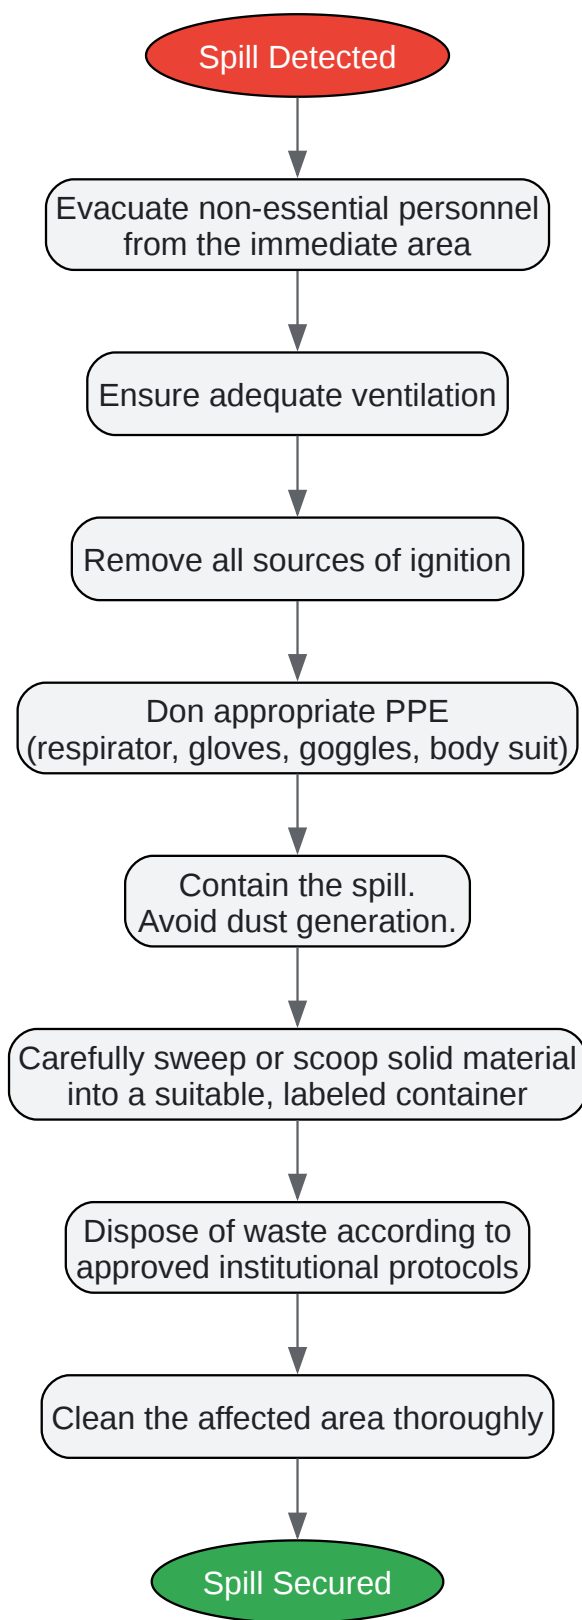 Spill Detected
Evacuate non-essential personnel
from the immediate area
Ensure adequate ventilation
Remove all sources of ignition
Don appropriate PPE
(respirator, gloves, goggles, body suit)
Contain the spill.
Avoid dust generation.
Carefully sweep or scoop solid material
into a suitable, labeled container
Dispose of waste according to
approved institutional protocols
Clean the affected area thoroughly
Spill Secured